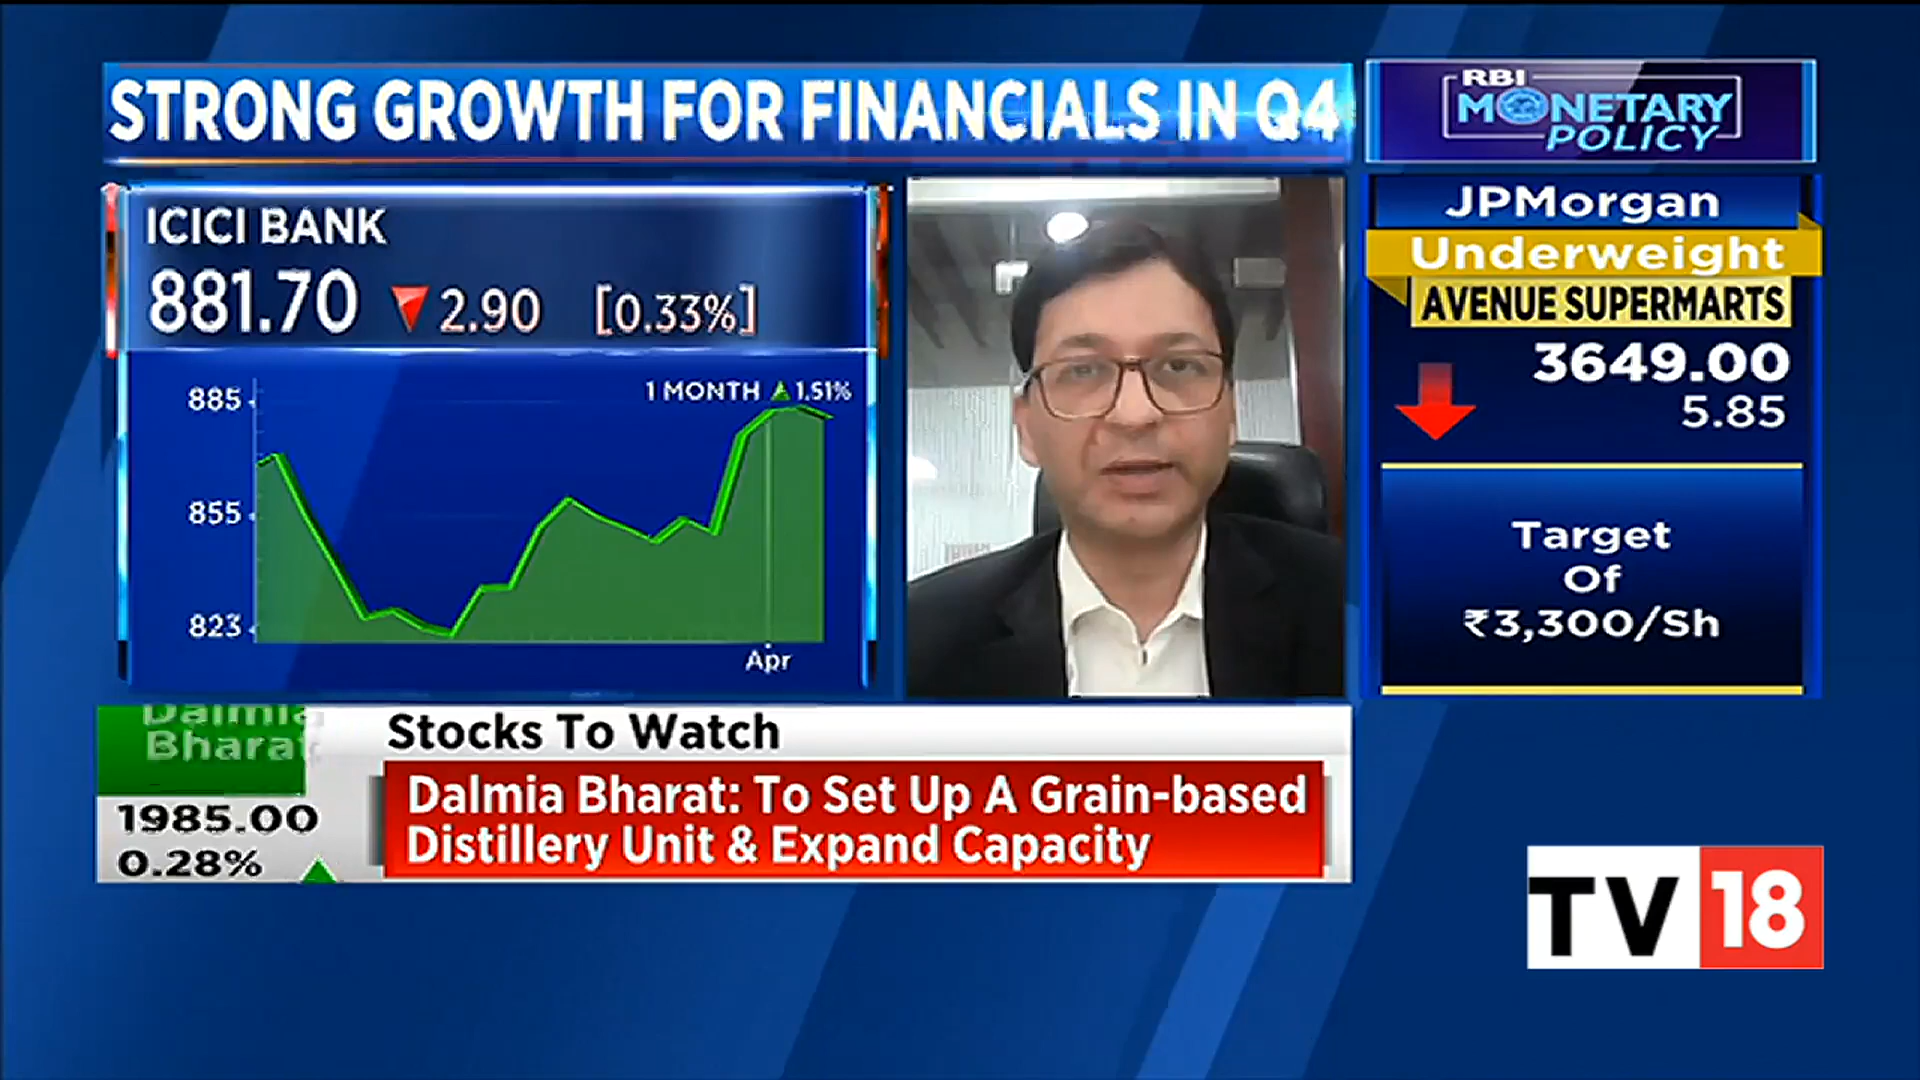 STRONG GROWTH FOR FINANCIALS IN Q4
RBI
MONETARY
POLICY
ICICI BANK
881.70 ▼2.90 [0.33%]
1 MONTH ▲ 1.51%
885
855
823
Apr
JPMorgan
Underweight
AVENUE SUPERMARTS
3649.00
5.85
Target
Of
₹3,300/Sh
Dalmia
Bharat
1985.00
0.28%
Stocks To Watch
Dalmia Bharat: To Set Up A Grain-based
Distillery Unit & Expand Capacity
TV18